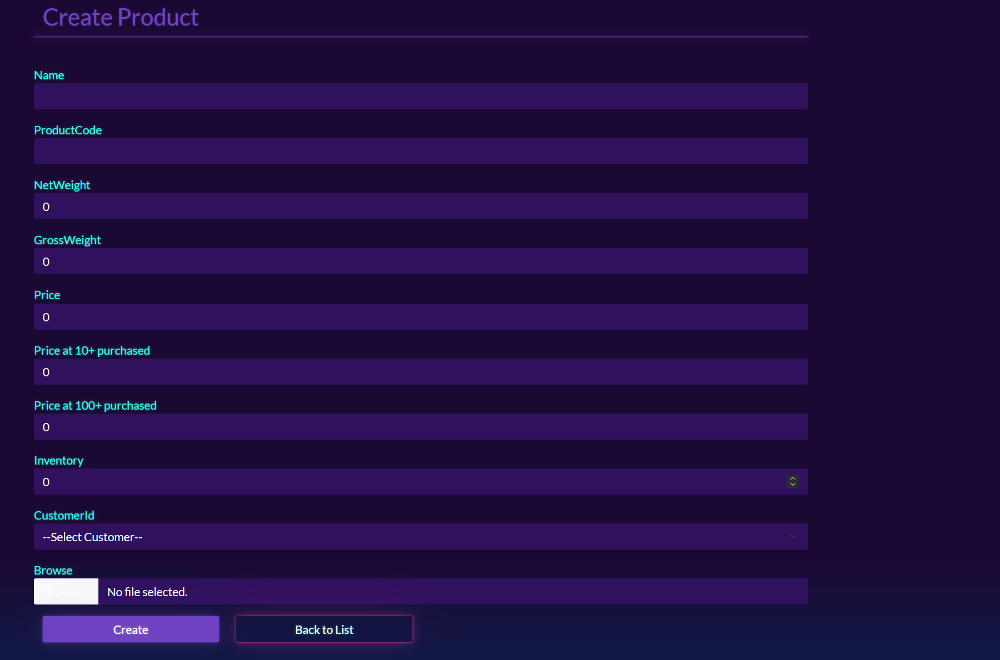 Create Product
Name
ProductCode
NetWeight
0
GrossWeight
0
Price
0
Price at 10+ purchased
0
Price at 100+ purchased
0
Inventory
0
CustomerId
--Select Customer--
Browse
Browse... No file selected.
Create Back to List